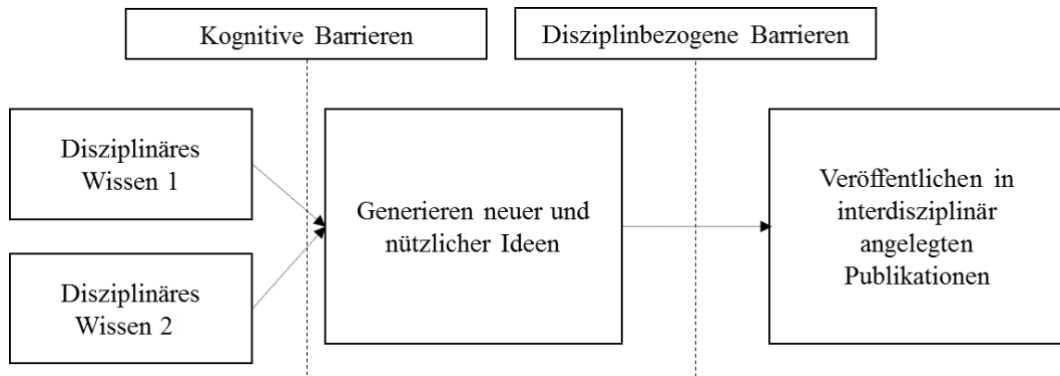 Kognitive Barrieren
Disziplinbezogene Barrieren
Disziplinäres
Wissen 1
Disziplinäres
Wissen 2
Generieren neuer und
nützlicher Ideen
Veröffentlichen in
interdisziplinär
angelegten
Publikationen